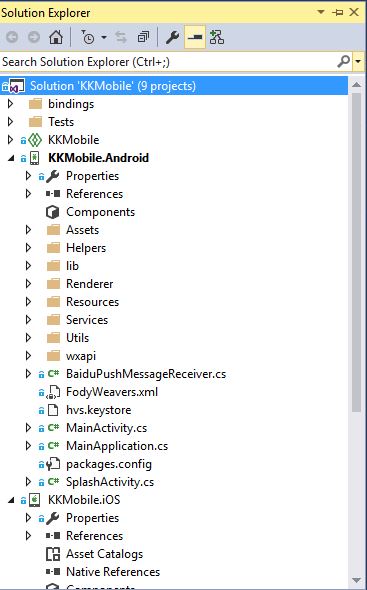 Solution Explorer
Search Solution Explorer (Ctrl+;)
Solution 'KKMobile' (9 projects)
bindings
Tests
KKMobile
KKMobile.Android
Properties
References
Components
Assets
Helpers
lib
Renderer
Resources
Services
Utils
wxapi
BaiduPushMessageReceiver.cs
FodyWeavers.xml
hvs.keystore
MainActivity.cs
MainApplication.cs
packages.config
SplashActivity.cs
KKMobile.iOS
Properties
References
Asset Catalogs
Native References
Components